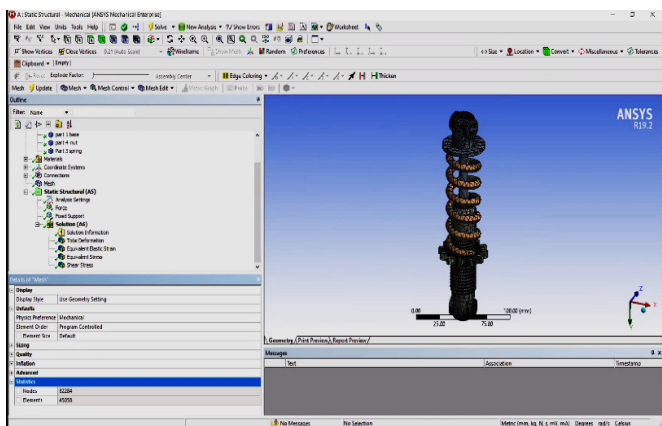 A : Static Structural - Mechanical [ANSYS Mechanical Enterprise]
File Edit View Units Tools Help Solve New Analysis Show Errors Worksheet
Show Vertices Close Vertices 0.21 (Auto Scale) Wireframe Show Mesh Random Preferences Size Location Convert Miscellaneous Tolerances
Clipboard [Empty]
Reset Explode Factor: Assembly Center Edge Coloring Thicken
Mesh Update Mesh Mesh Control Mesh Edit Metric Graph
Outline
Filter: Name
part 1 base
part 4 nut
Part 3 spring
Materials
Coordinate Systems
Connections
Mesh
Static Structural (A5)
Analysis Settings
Force
Fixed Support
Solution (A6)
Solution Information
Total Deformation
Equivalent Elastic Strain
Equivalent Stress
Shear Stress
Details of "Mesh"
Display
Display Style Use Geometry Setting
Defaults
Physics Preference Mechanical
Element Order Program Controlled
Element Size Default
Sizing
Quality
Inflation
Advanced
Statistics
Nodes 82284
Elements 45058
ANSYS
R19.2
0.00 100.00 (mm)
25.00 75.00
Z
X
Y
Geometry Print Preview Report Preview
Messages
Text Association Timestamp
No Messages No Selection Metric (mm, kg, N, s, mV, mA) Degrees rad/s Celsius